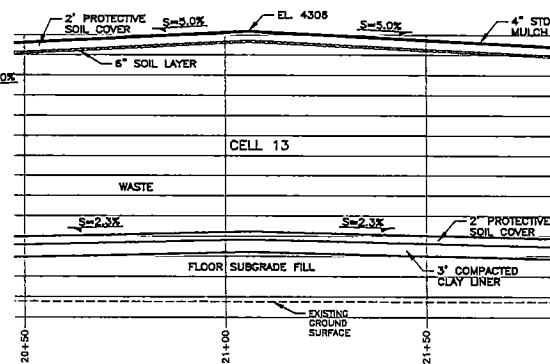 2' PROTECTIVE
SOIL COVER
S=5.0%
EL. 4308
S=5.0%
4" STO
MULCH
6" SOIL LAYER
0%
CELL 13
WASTE
S=2.3%
S=2.3%
2' PROTECTIVE
SOIL COVER
FLOOR SUBGRADE FILL
3' COMPACTED
CLAY LINER
EXISTING
GROUND
SURFACE
20+50
21+00
21+50